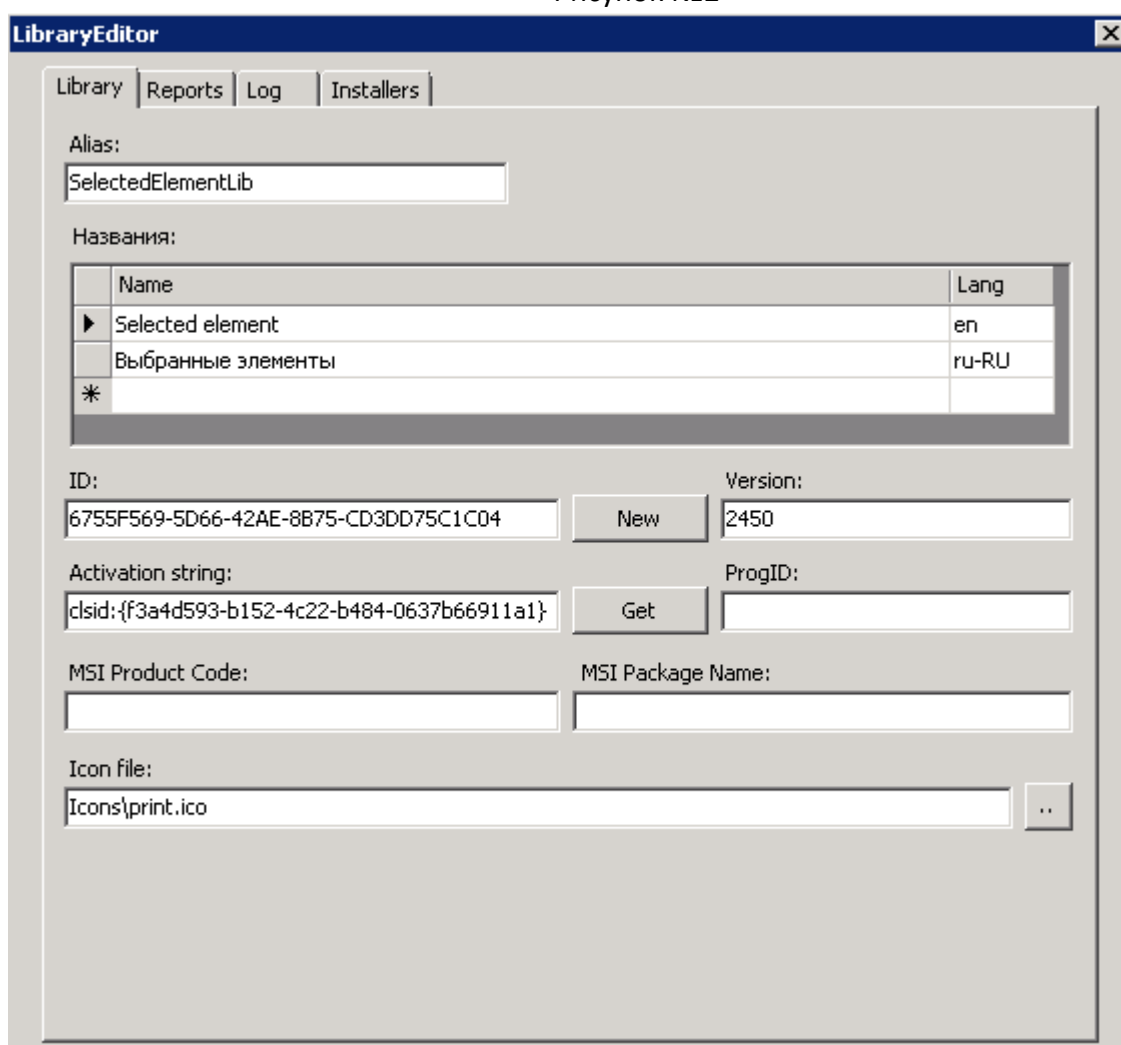 LibraryEditor
Library Reports Log Installers
Alias:
SelectedElementLib
Названия:
Name Lang
Selected element en
Выбранные элементы ru-RU
ID: Version:
6755F569-5D66-42AE-8B75-CD3DD75C1C04 New 2450
Activation string: ProgID:
clsid:{f3a4d593-b152-4c22-b484-0637b66911a1} Get
MSI Product Code: MSI Package Name:
Icon file:
Icons\print.ico ..